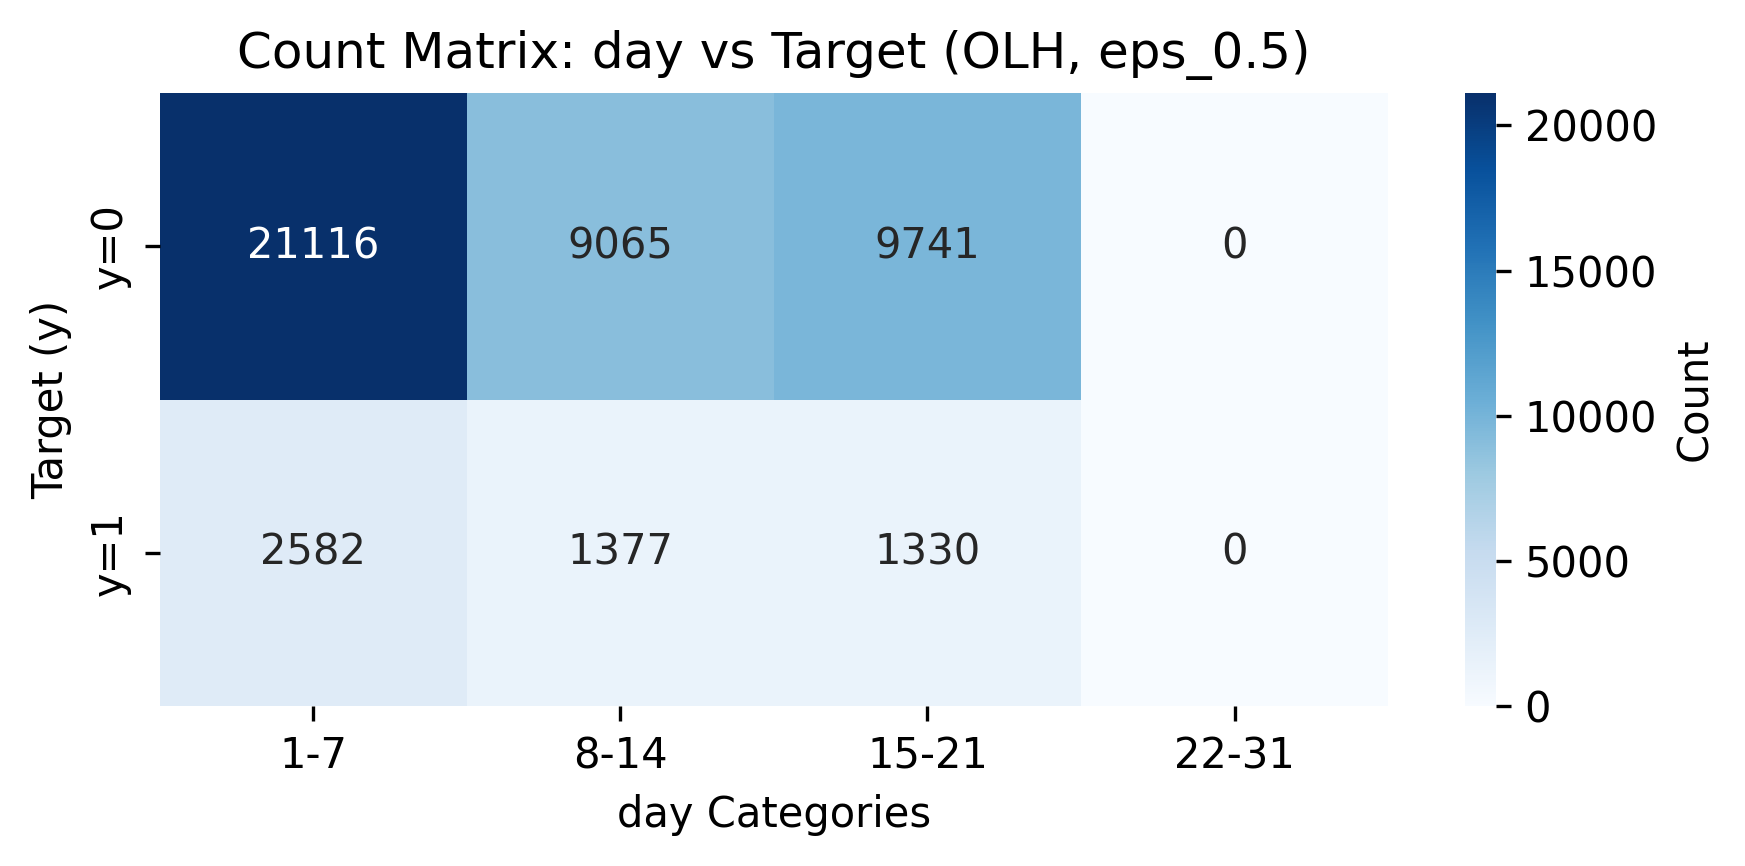 Count Matrix: day vs Target (OLH, eps_0.5)
Target (y)
y=0
21116 9065 9741 0
y=1
2582 1377 1330 0
1-7 8-14 15-21 22-31
day Categories
20000
15000
10000
5000
0
Count